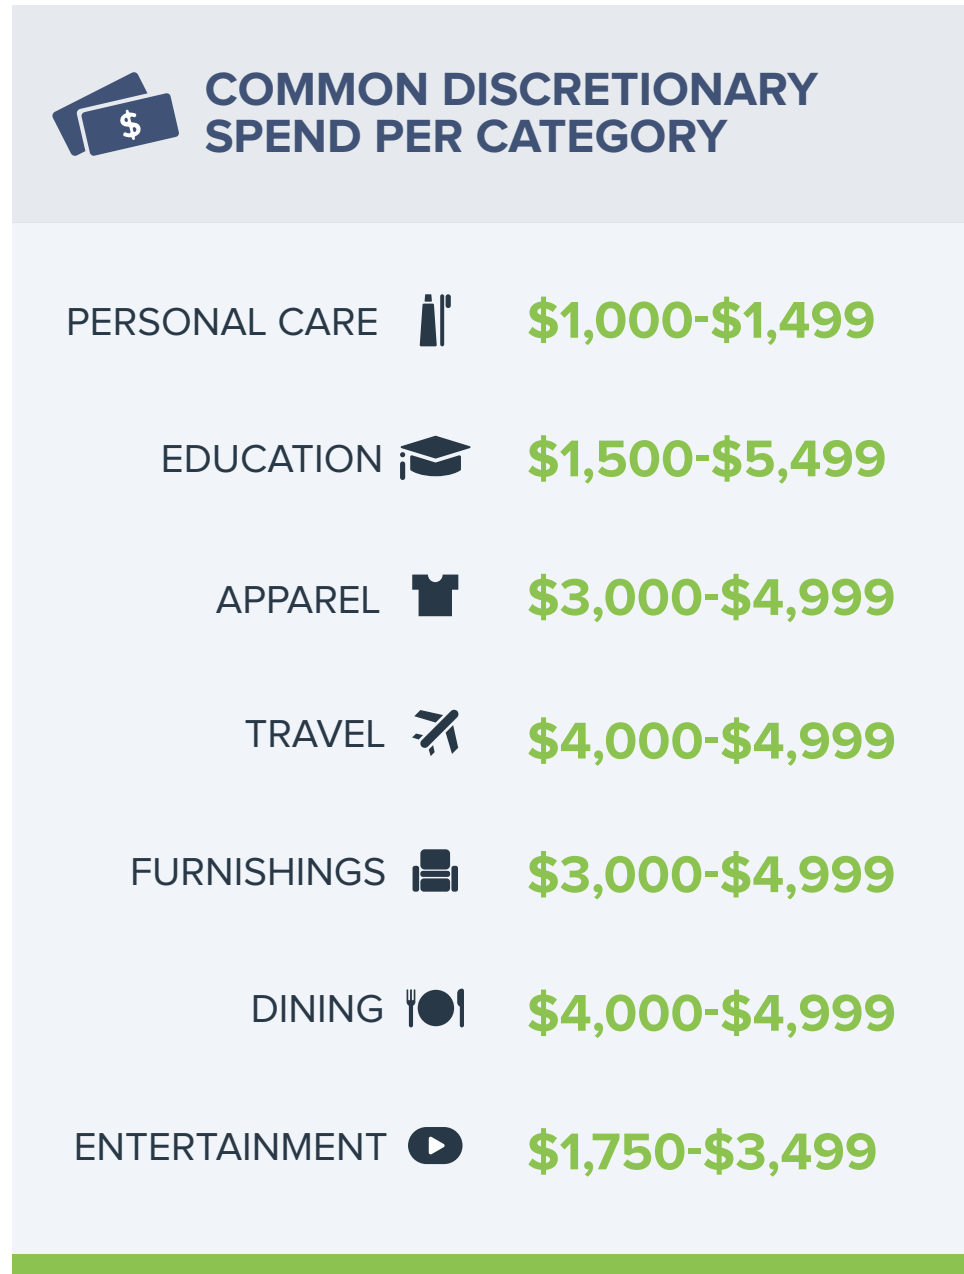 COMMON DISCRETIONARY
SPEND PER CATEGORY
$
PERSONAL CARE $1,000-$1,499
EDUCATION $1,500-$5,499
APPAREL $3,000-$4,999
TRAVEL $4,000-$4,999
FURNISHINGS $3,000-$4,999
DINING $4,000-$4,999
ENTERTAINMENT $1,750-$3,499